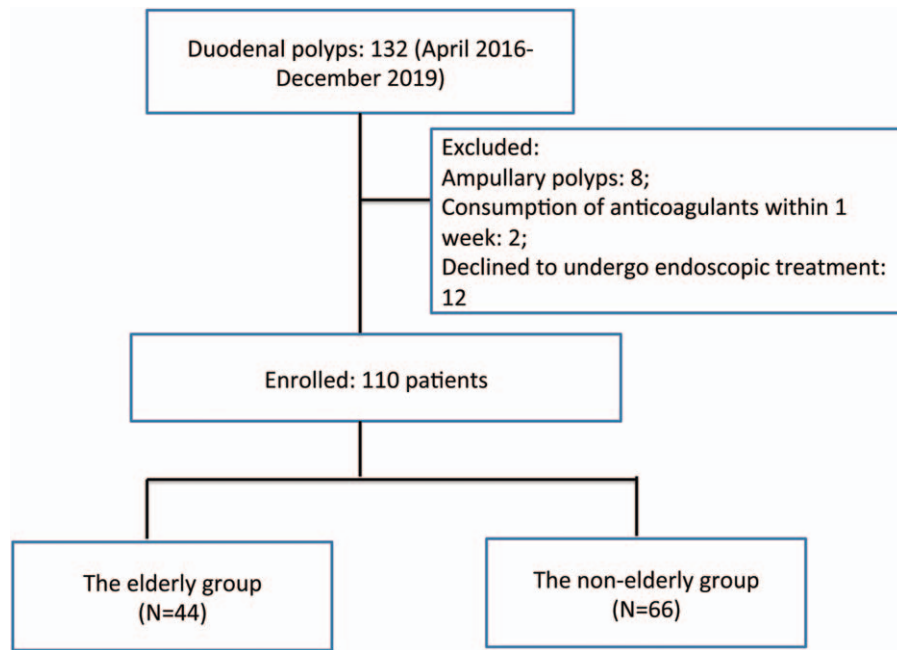 Duodenal polyps: 132 (April 2016-
December 2019)
Excluded:
Ampullary polyps: 8;
Consumption of anticoagulants within 1
week: 2;
Declined to undergo endoscopic treatment:
12
Enrolled: 110 patients
The elderly group
(N=44)
The non-elderly group
(N=66)